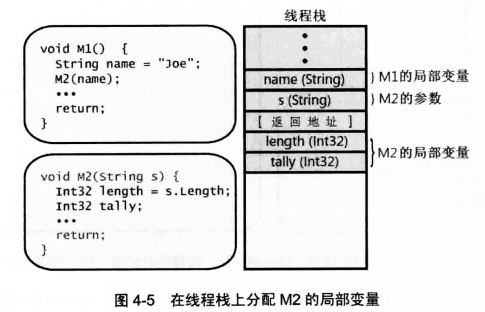 线程栈
void M1() {
String name = "Joe";
M2(name);
•••
return;
}
name (String)
}M1的局部变量
s (String)
}M2的参数
[ 返 回 地 址 ]
length (Int32)
tally (Int32)
}M2的局部变量
void M2(String s) {
Int32 length = s.Length;
Int32 tally;
•••
return;
}
图 4-5 在线程栈上分配 M2 的局部变量